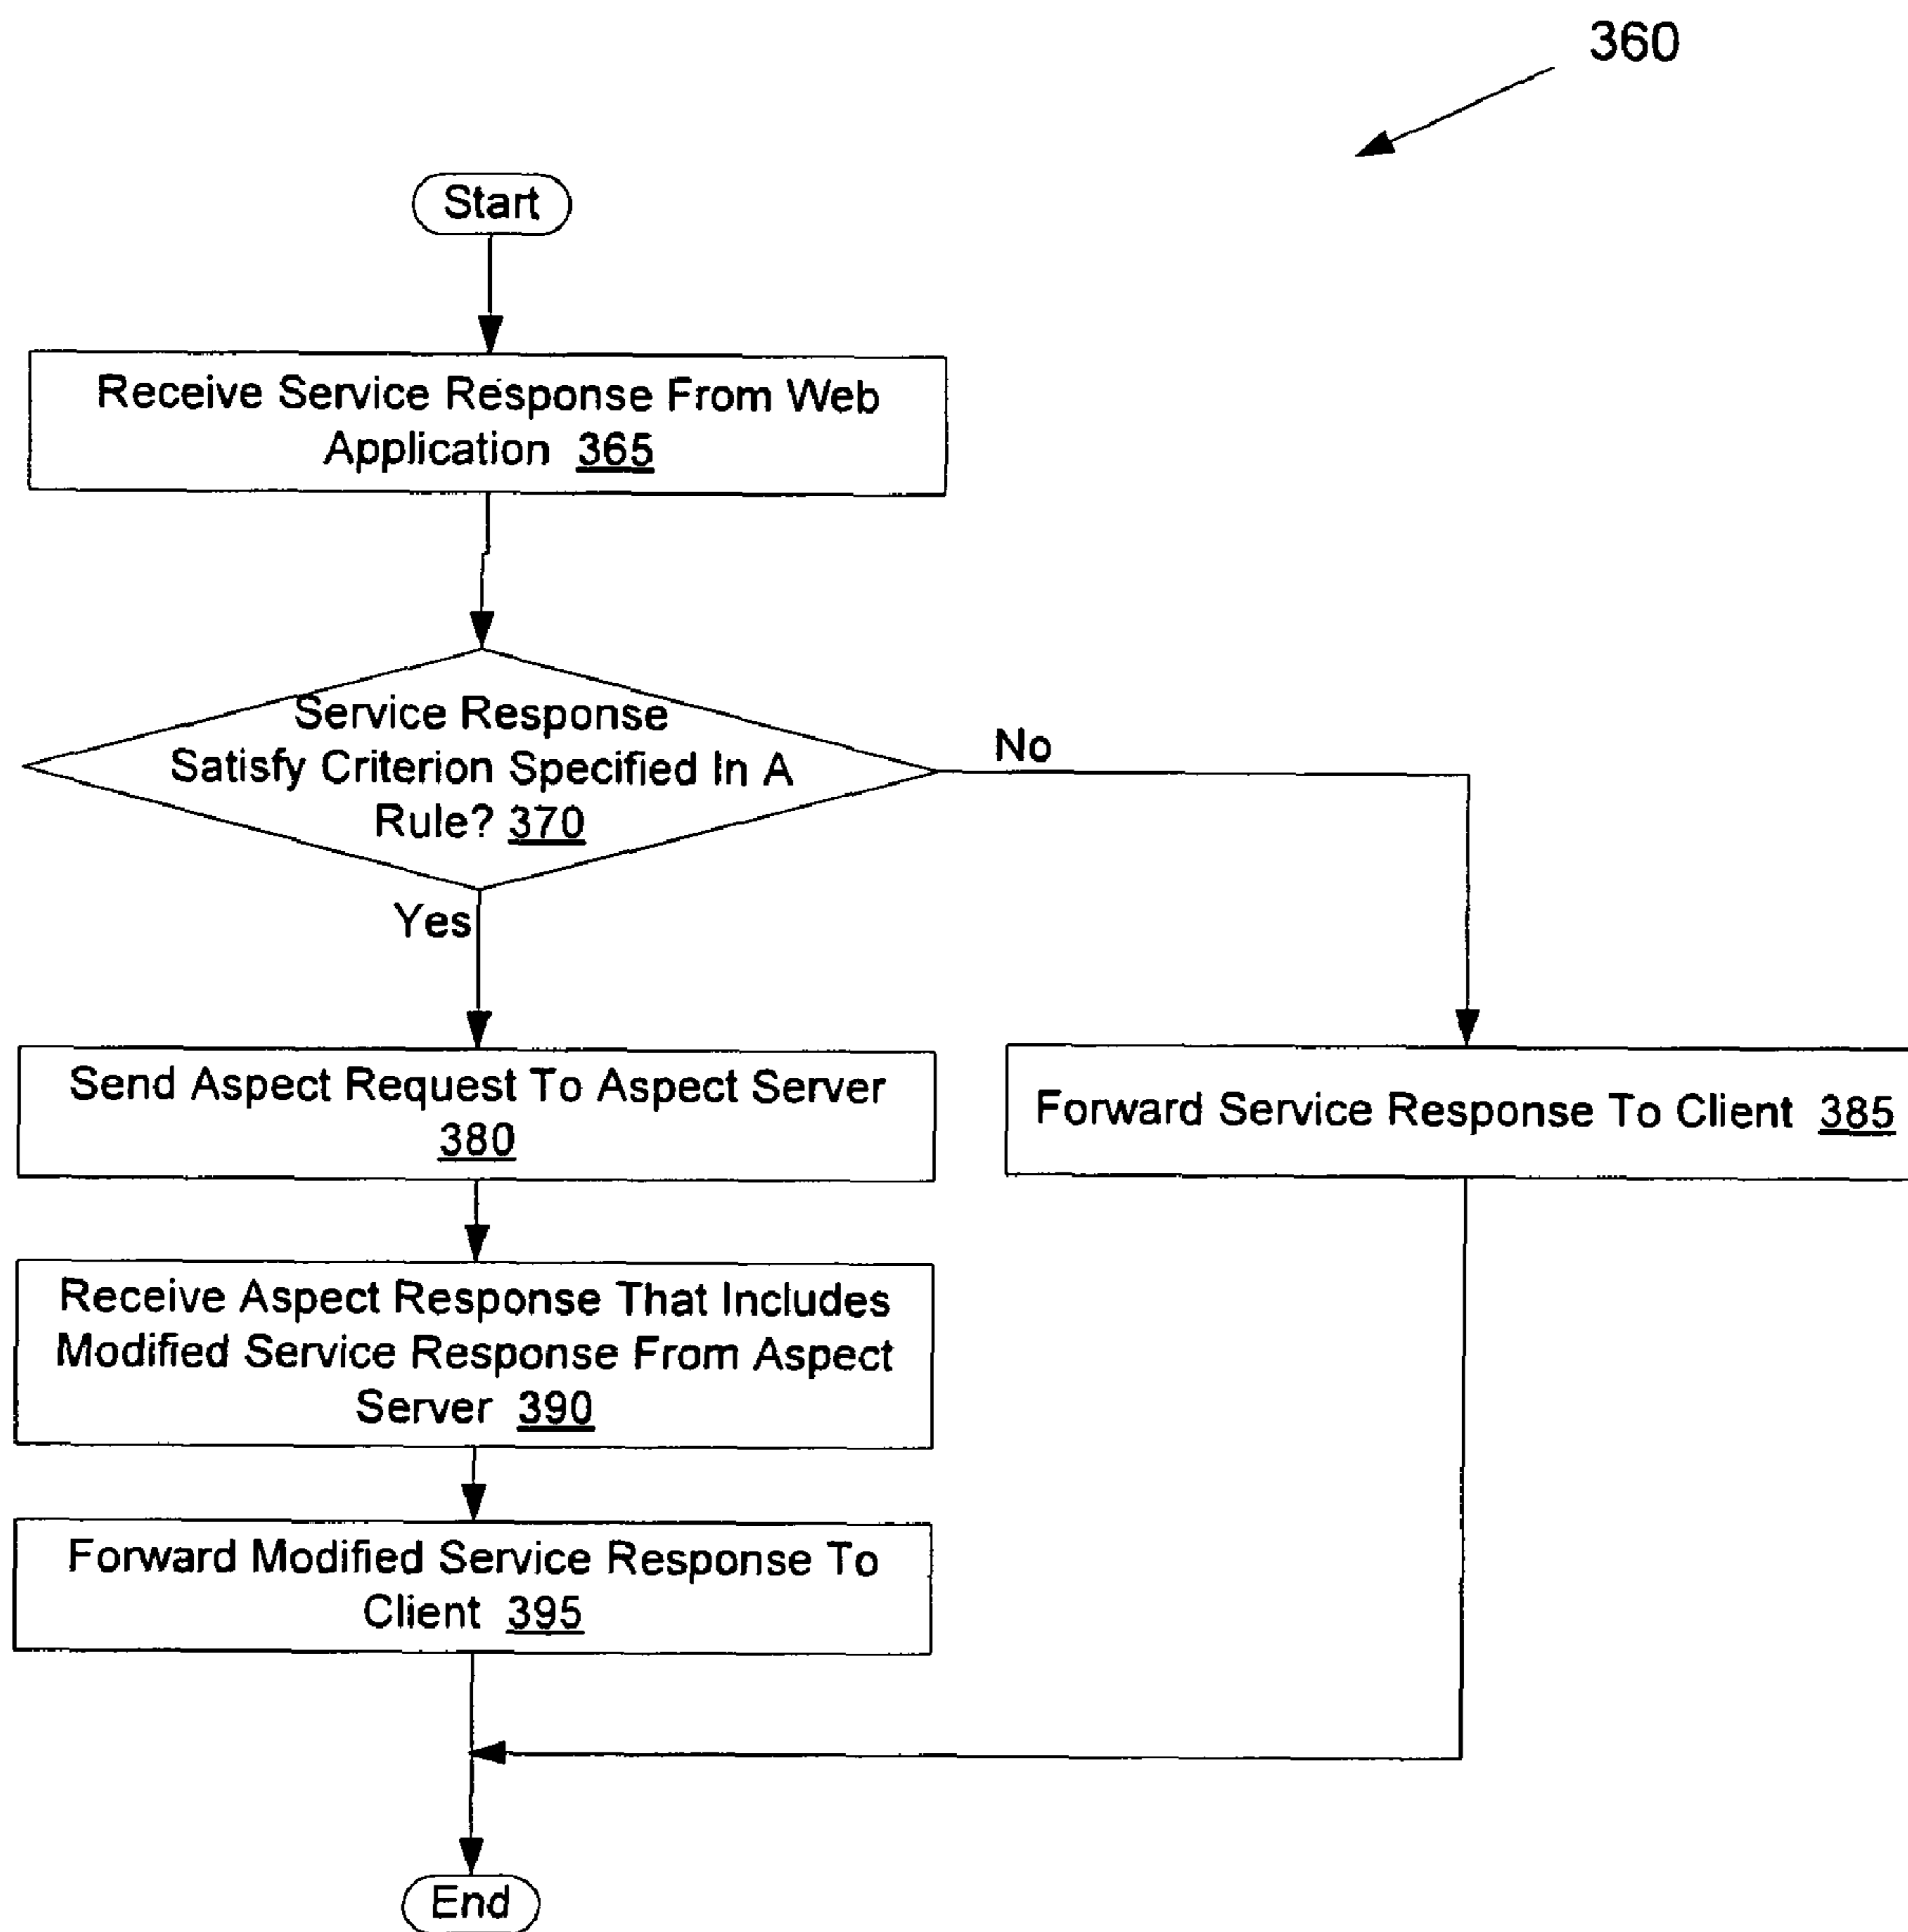 360
Start
Receive Service Response From Web
Application 365
Service Response
Satisfy Criterion Specified In A
Rule? 370
No
Yes
Send Aspect Request To Aspect Server
380
Forward Service Response To Client 385
Receive Aspect Response That Includes
Modified Service Response From Aspect
Server 390
Forward Modified Service Response To
Client 395
End